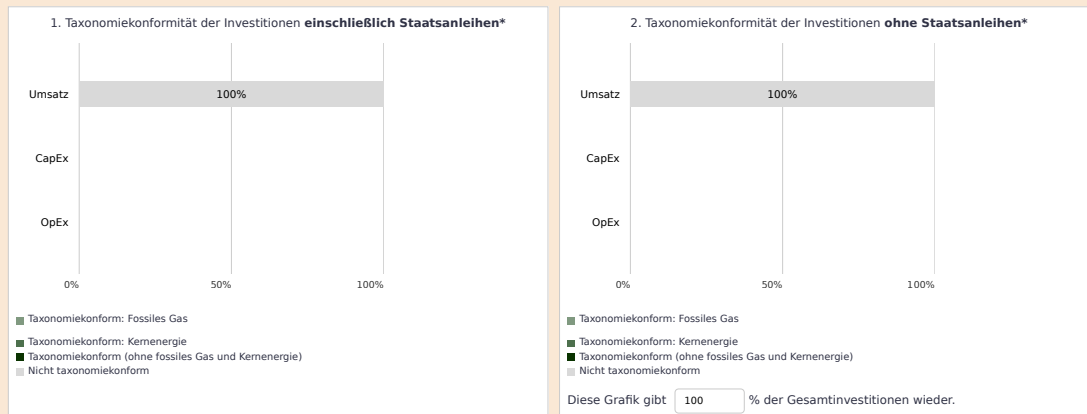 1. Taxonomiekonformität der Investitionen einschließlich Staatsanleihen*
Umsatz
100%
CapEx
OpEx
0% 50% 100%
Taxonomiekonform: Fossiles Gas
Taxonomiekonform: Kernenergie
Taxonomiekonform (ohne fossiles Gas und Kernenergie)
Nicht taxonomiekonform
2. Taxonomiekonformität der Investitionen ohne Staatsanleihen*
Umsatz
100%
CapEx
OpEx
0% 50% 100%
Taxonomiekonform: Fossiles Gas
Taxonomiekonform: Kernenergie
Taxonomiekonform (ohne fossiles Gas und Kernenergie)
Nicht taxonomiekonform
Diese Grafik gibt 100 % der Gesamtinvestitionen wieder.